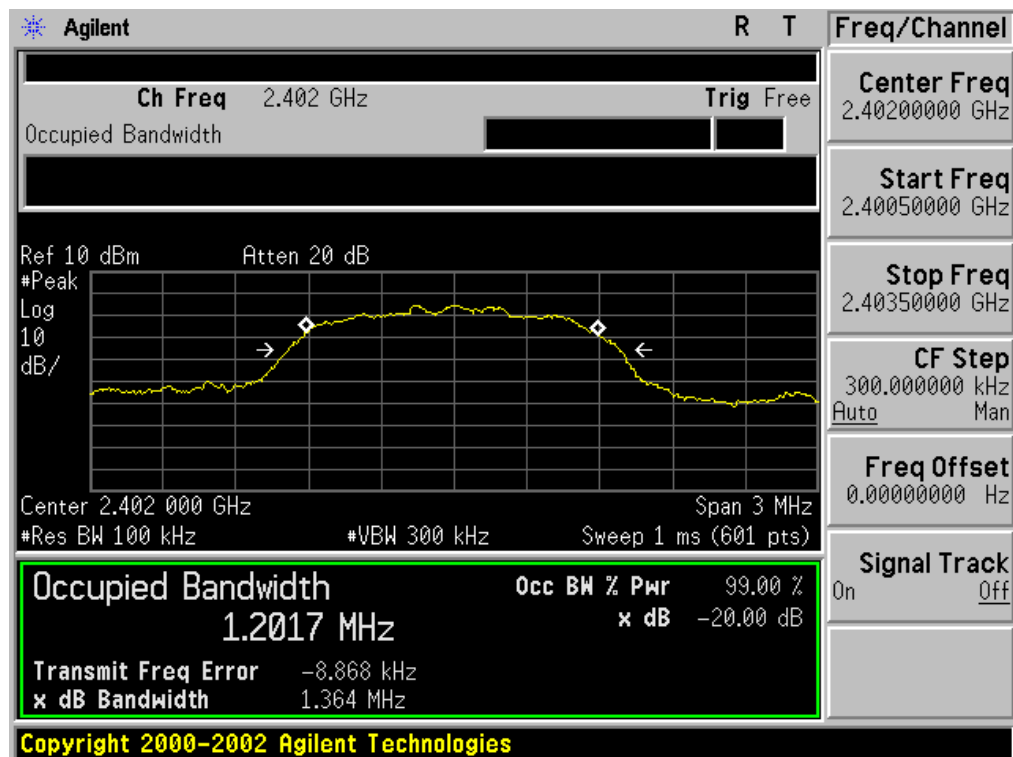 Agilent R T Freq/Channel
Ch Freq 2.402 GHz Trig Free
Occupied Bandwidth
Center Freq
2.40200000 GHz
Start Freq
2.40050000 GHz
Stop Freq
2.40350000 GHz
CF Step
300.000000 kHz
Auto Man
Freq Offset
0.00000000 Hz
Signal Track
On Off
Ref 10 dBm Atten 20 dB
#Peak
Log
10
dB/
Center 2.402 000 GHz Span 3 MHz
#Res BW 100 kHz #VBW 300 kHz Sweep 1 ms (601 pts)
Occupied Bandwidth Occ BW % Pwr 99.00 %
1.2017 MHz x dB -20.00 dB
Transmit Freq Error -8.868 kHz
x dB Bandwidth 1.364 MHz
Copyright 2000-2002 Agilent Technologies